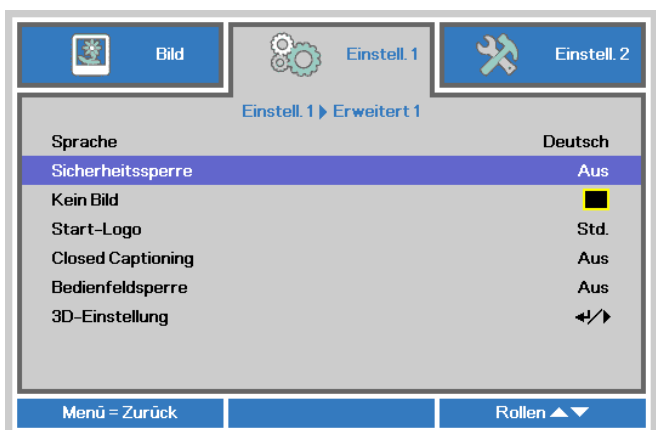 Bild
Einstell. 1
Einstell. 2
Einstell. 1 ▶ Erweitert 1
Sprache Deutsch
Sicherheitssperre Aus
Kein Bild
Start-Logo Std.
Closed Captioning Aus
Bedienfeldsperre Aus
3D-Einstellung ↵/▶
Menü = Zurück
Rollen ▲▼